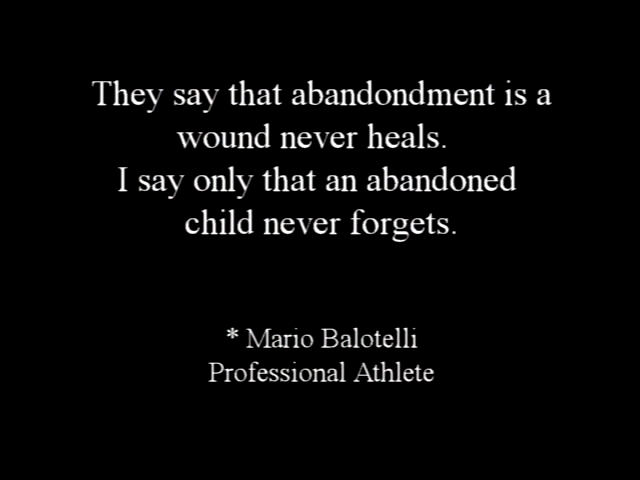 They say that abandondment is a
wound never heals.
I say only that an abandoned
child never forgets.
* Mario Balotelli
Professional Athlete